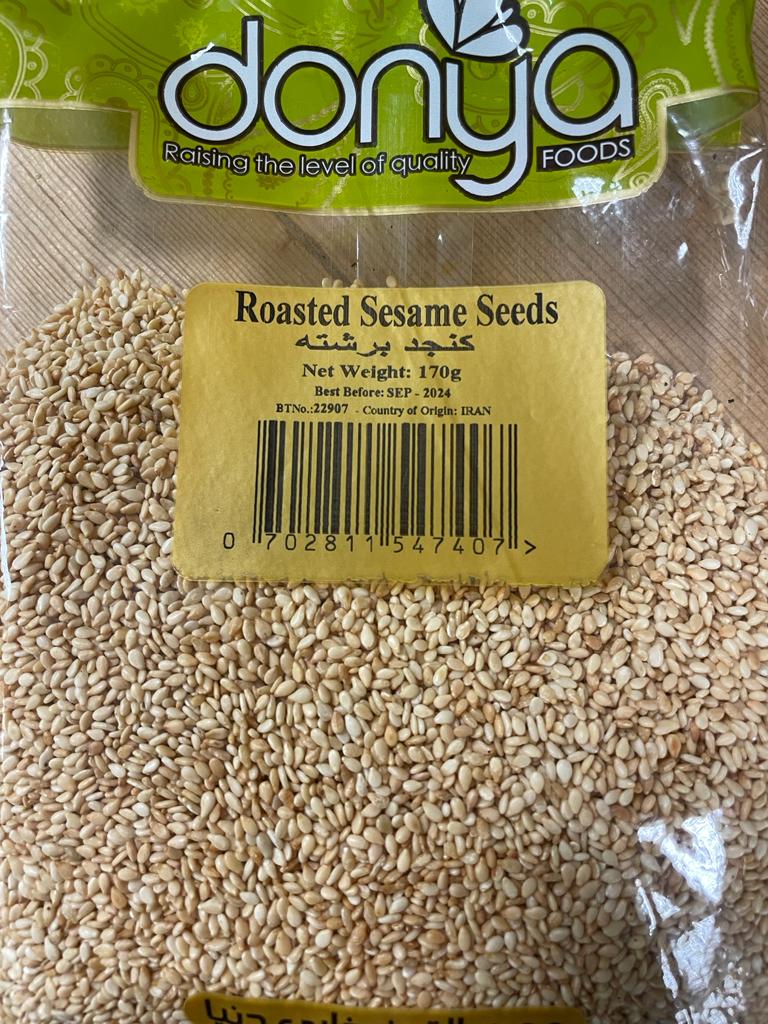 donya
Raising the level of quality FOODS
Roasted Sesame Seeds
کنجد برشته
Net Weight: 170g
Best Before: SEP - 2024
BTNo.:22907 - Country of Origin: IRAN
0 702811 547407 >
دنیا